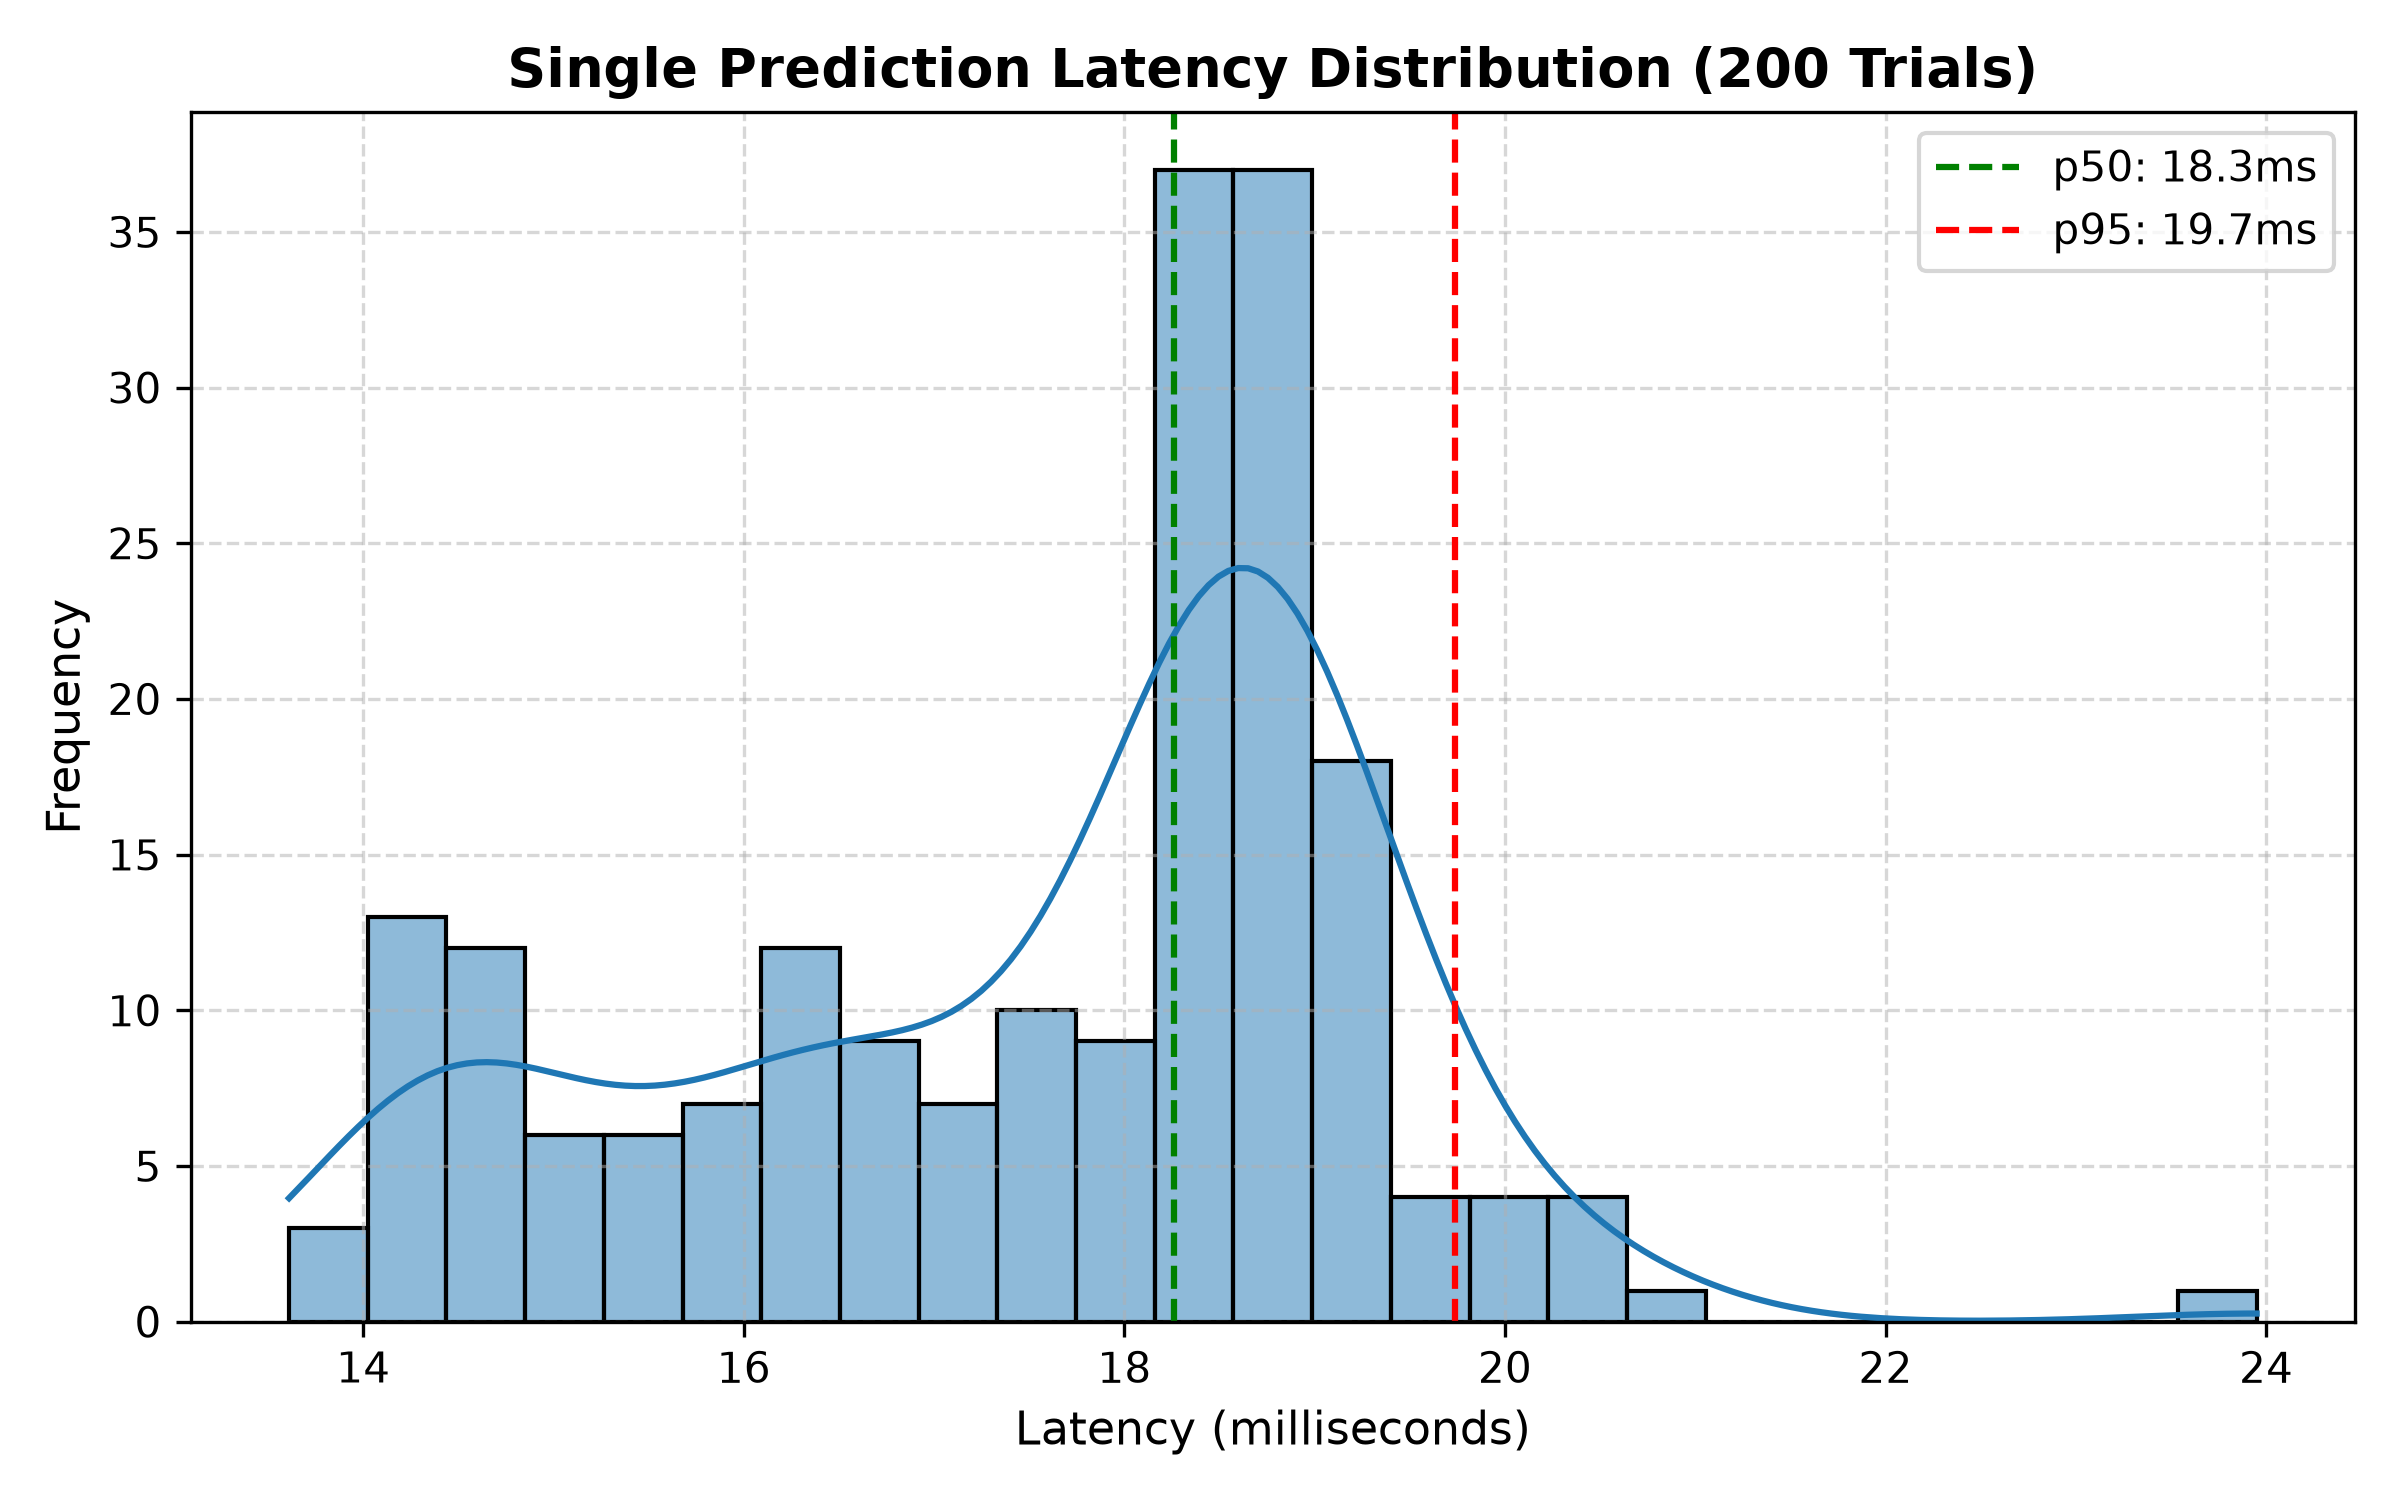 Single Prediction Latency Distribution (200 Trials)
p50: 18.3ms
p95: 19.7ms
Frequency
35
30
25
20
15
10
5
0
14 16 18 20 22 24
Latency (milliseconds)